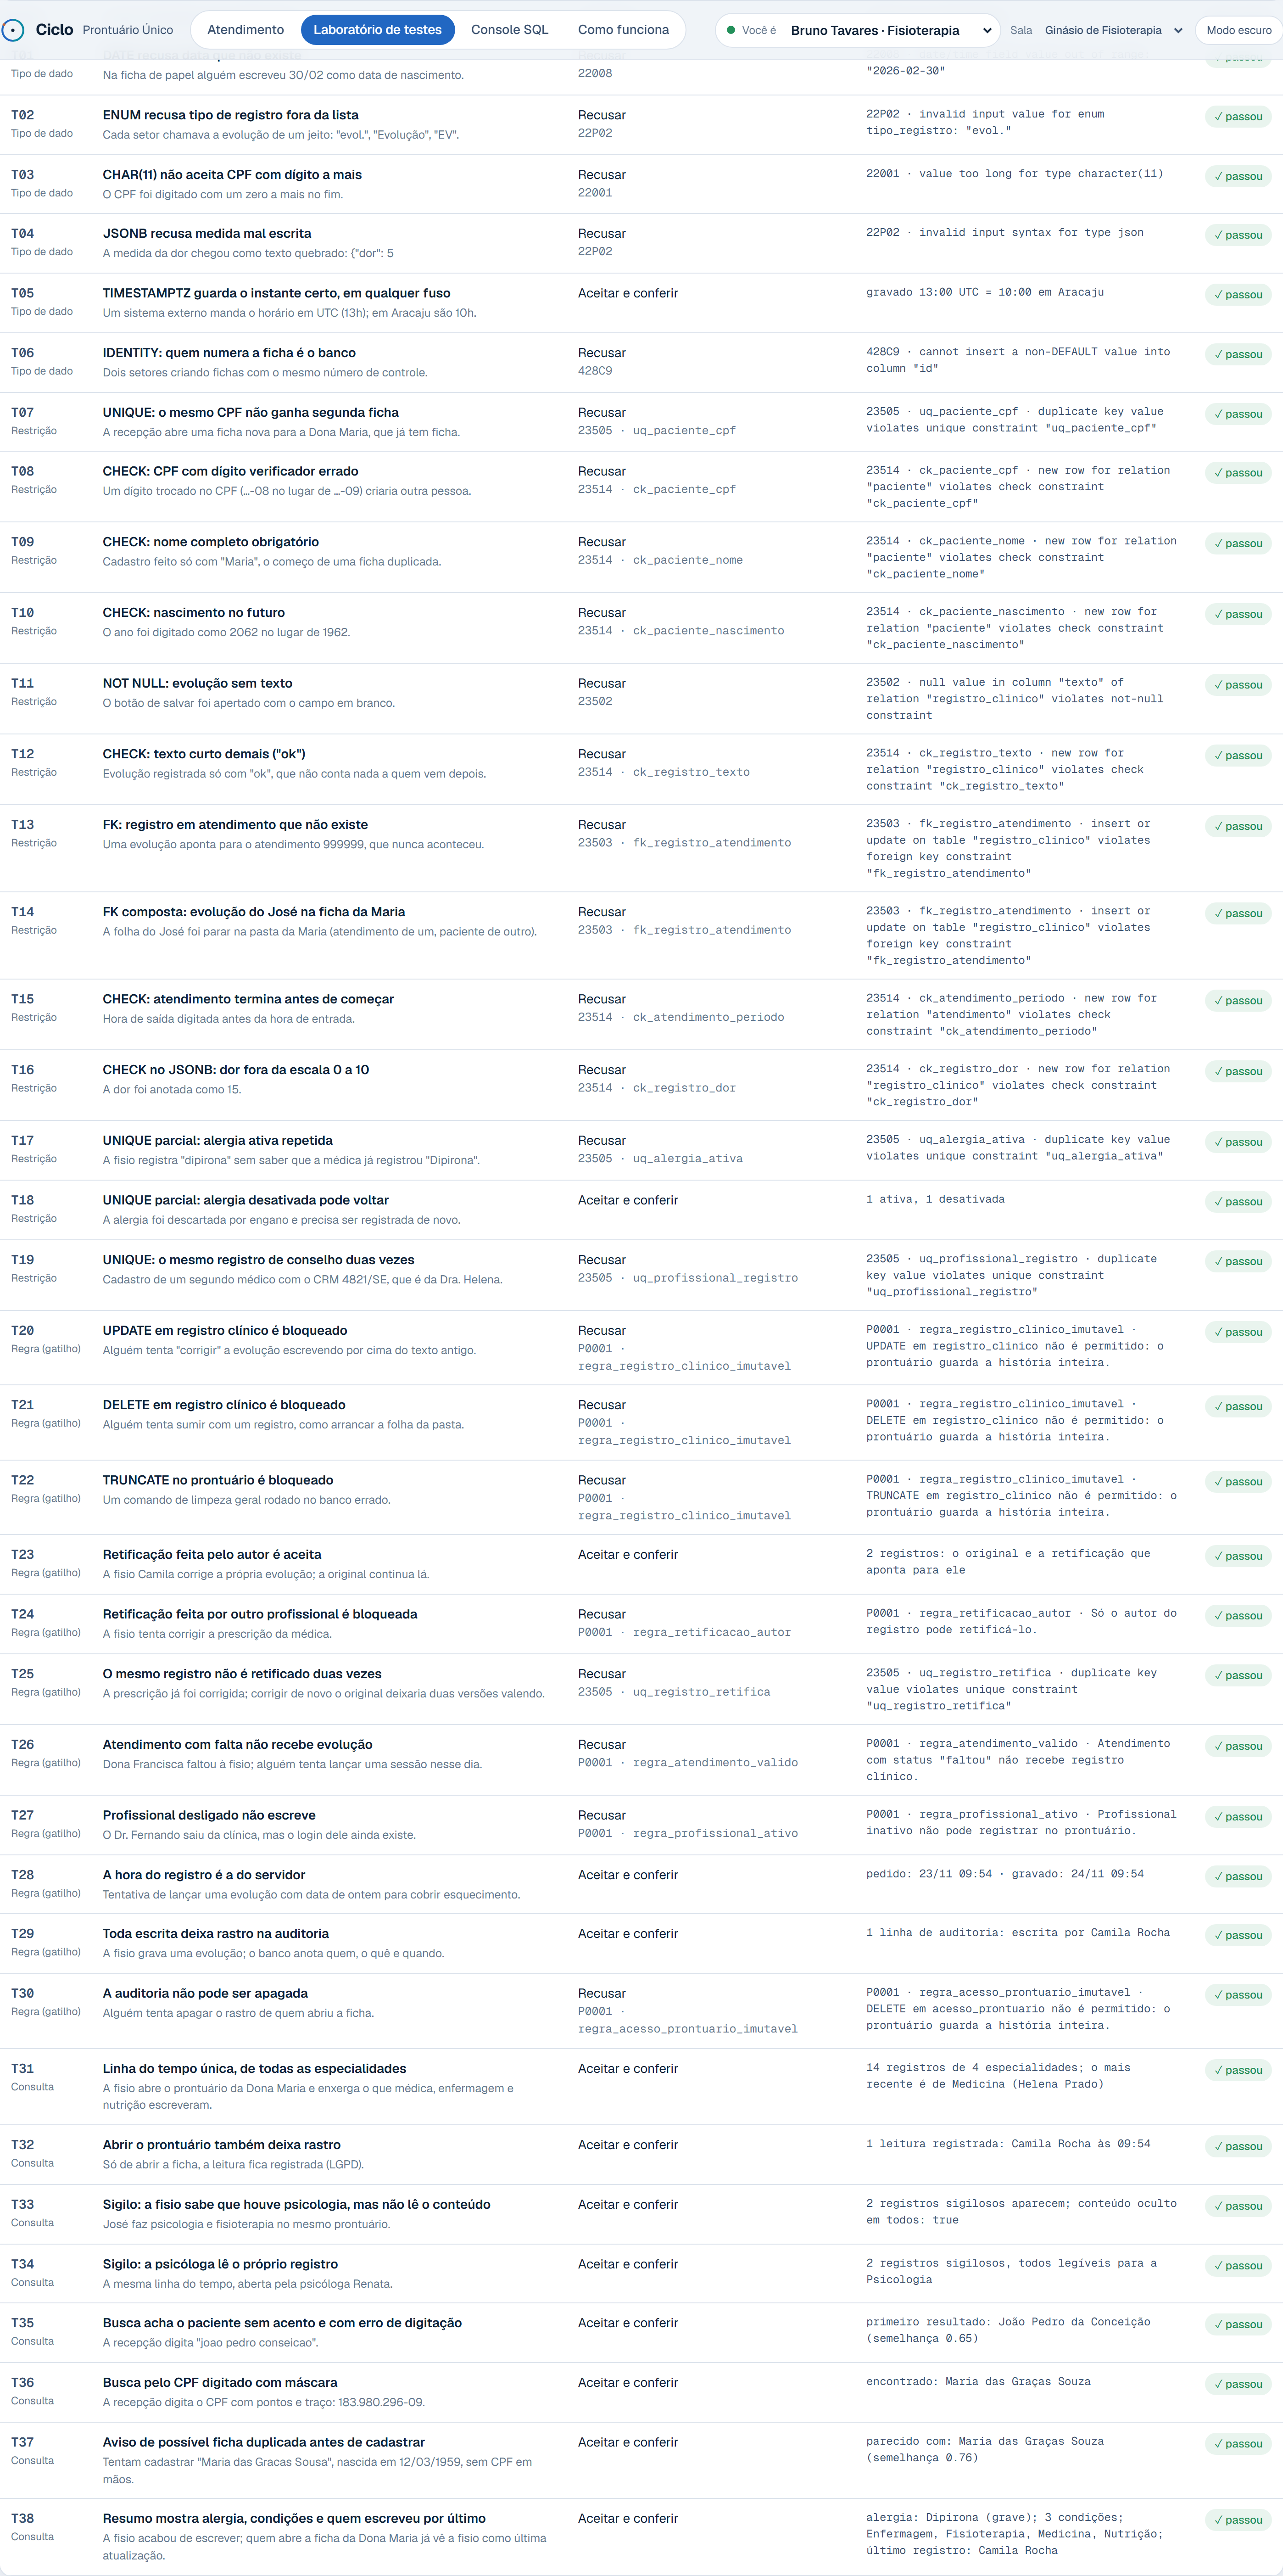 Ciclo Prontuário Único Atendimento Laboratório de testes Console SQL Como funciona Você é Bruno Tavares · Fisioterapia Sala Ginásio de Fisioterapia Modo escuro
Tipo de dado
Na ficha de papel alguém escreveu 30/02 como data de nascimento.
22008
"2026-02-30"
T02
Tipo de dado
ENUM recusa tipo de registro fora da lista
Cada setor chamava a evolução de um jeito: "evol.", "Evolução", "EV".
Recusar
22P02
22P02 · invalid input value for enum
tipo_registro: "evol."
✓ passou
T03
Tipo de dado
CHAR(11) não aceita CPF com dígito a mais
O CPF foi digitado com um zero a mais no fim.
Recusar
22001
22001 · value too long for type character(11)
✓ passou
T04
Tipo de dado
JSONB recusa medida mal escrita
A medida da dor chegou como texto quebrado: {"dor": 5
Recusar
22P02
22P02 · invalid input syntax for type json
✓ passou
T05
Tipo de dado
TIMESTAMPTZ guarda o instante certo, em qualquer fuso
Um sistema externo manda o horário em UTC (13h); em Aracaju são 10h.
Aceitar e conferir
gravado 13:00 UTC = 10:00 em Aracaju
✓ passou
T06
Tipo de dado
IDENTITY: quem numera a ficha é o banco
Dois setores criando fichas com o mesmo número de controle.
Recusar
428C9
428C9 · cannot insert a non-DEFAULT value into
column "id"
✓ passou
T07
Restrição
UNIQUE: o mesmo CPF não ganha segunda ficha
A recepção abre uma ficha nova para a Dona Maria, que já tem ficha.
Recusar
23505 · uq_paciente_cpf
23505 · uq_paciente_cpf · duplicate key value
violates unique constraint "uq_paciente_cpf"
✓ passou
T08
Restrição
CHECK: CPF com dígito verificador errado
Um dígito trocado no CPF (…-08 no lugar de …-09) criaria outra pessoa.
Recusar
23514 · ck_paciente_cpf
23514 · ck_paciente_cpf · new row for relation
"paciente" violates check constraint
"ck_paciente_cpf"
✓ passou
T09
Restrição
CHECK: nome completo obrigatório
Cadastro feito só com "Maria", o começo de uma ficha duplicada.
Recusar
23514 · ck_paciente_nome
23514 · ck_paciente_nome · new row for relation
"paciente" violates check constraint
"ck_paciente_nome"
✓ passou
T10
Restrição
CHECK: nascimento no futuro
O ano foi digitado como 2062 no lugar de 1962.
Recusar
23514 · ck_paciente_nascimento
23514 · ck_paciente_nascimento · new row for
relation "paciente" violates check constraint
"ck_paciente_nascimento"
✓ passou
T11
Restrição
NOT NULL: evolução sem texto
O botão de salvar foi apertado com o campo em branco.
Recusar
23502
23502 · null value in column "texto" of
relation "registro_clinico" violates not-null
constraint
✓ passou
T12
Restrição
CHECK: texto curto demais ("ok")
Evolução registrada só com "ok", que não conta nada a quem vem depois.
Recusar
23514 · ck_registro_texto
23514 · ck_registro_texto · new row for
relation "registro_clinico" violates check
constraint "ck_registro_texto"
✓ passou
T13
Restrição
FK: registro em atendimento que não existe
Uma evolução aponta para o atendimento 999999, que nunca aconteceu.
Recusar
23503 · fk_registro_atendimento
23503 · fk_registro_atendimento · insert or
update on table "registro_clinico" violates
foreign key constraint
"fk_registro_atendimento"
✓ passou
T14
Restrição
FK composta: evolução do José na ficha da Maria
A folha do José foi parar na pasta da Maria (atendimento de um, paciente de outro).
Recusar
23503 · fk_registro_atendimento
23503 · fk_registro_atendimento · insert or
update on table "registro_clinico" violates
foreign key constraint
"fk_registro_atendimento"
✓ passou
T15
Restrição
CHECK: atendimento termina antes de começar
Hora de saída digitada antes da hora de entrada.
Recusar
23514 · ck_atendimento_periodo
23514 · ck_atendimento_periodo · new row for
relation "atendimento" violates check
constraint "ck_atendimento_periodo"
✓ passou
T16
Restrição
CHECK no JSONB: dor fora da escala 0 a 10
A dor foi anotada como 15.
Recusar
23514 · ck_registro_dor
23514 · ck_registro_dor · new row for relation
"registro_clinico" violates check constraint
"ck_registro_dor"
✓ passou
T17
Restrição
UNIQUE parcial: alergia ativa repetida
A fisio registra "dipirona" sem saber que a médica já registrou "Dipirona".
Recusar
23505 · uq_alergia_ativa
23505 · uq_alergia_ativa · duplicate key value
violates unique constraint "uq_alergia_ativa"
✓ passou
T18
Restrição
UNIQUE parcial: alergia desativada pode voltar
A alergia foi descartada por engano e precisa ser registrada de novo.
Aceitar e conferir
1 ativa, 1 desativada
✓ passou
T19
Restrição
UNIQUE: o mesmo registro de conselho duas vezes
Cadastro de um segundo médico com o CRM 4821/SE, que é da Dra. Helena.
Recusar
23505 · uq_profissional_registro
23505 · uq_profissional_registro · duplicate
key value violates unique constraint
"uq_profissional_registro"
✓ passou
T20
Regra (gatilho)
UPDATE em registro clínico é bloqueado
Alguém tenta "corrigir" a evolução escrevendo por cima do texto antigo.
Recusar
P0001 ·
regra_registro_clinico_imutavel
P0001 · regra_registro_clinico_imutavel ·
UPDATE em registro_clinico não é permitido: o
prontuário guarda a história inteira.
✓ passou
T21
Regra (gatilho)
DELETE em registro clínico é bloqueado
Alguém tenta sumir com um registro, como arrancar a folha da pasta.
Recusar
P0001 ·
regra_registro_clinico_imutavel
P0001 · regra_registro_clinico_imutavel ·
DELETE em registro_clinico não é permitido: o
prontuário guarda a história inteira.
✓ passou
T22
Regra (gatilho)
TRUNCATE no prontuário é bloqueado
Um comando de limpeza geral rodado no banco errado.
Recusar
P0001 ·
regra_registro_clinico_imutavel
P0001 · regra_registro_clinico_imutavel ·
TRUNCATE em registro_clinico não é permitido: o
prontuário guarda a história inteira.
✓ passou
T23
Regra (gatilho)
Retificação feita pelo autor é aceita
A fisio Camila corrige a própria evolução; a original continua lá.
Aceitar e conferir
2 registros: o original e a retificação que
aponta para ele
✓ passou
T24
Regra (gatilho)
Retificação feita por outro profissional é bloqueada
A fisio tenta corrigir a prescrição da médica.
Recusar
P0001 · regra_retificacao_autor
P0001 · regra_retificacao_autor · Só o autor do
registro pode retificá-lo.
✓ passou
T25
Regra (gatilho)
O mesmo registro não é retificado duas vezes
A prescrição já foi corrigida; corrigir de novo o original deixaria duas versões valendo.
Recusar
23505 · uq_registro_retifica
23505 · uq_registro_retifica · duplicate key
value violates unique constraint
"uq_registro_retifica"
✓ passou
T26
Regra (gatilho)
Atendimento com falta não recebe evolução
Dona Francisca faltou à fisio; alguém tenta lançar uma sessão nesse dia.
Recusar
P0001 · regra_atendimento_valido
P0001 · regra_atendimento_valido · Atendimento
com status "faltou" não recebe registro
clínico.
✓ passou
T27
Regra (gatilho)
Profissional desligado não escreve
O Dr. Fernando saiu da clínica, mas o login dele ainda existe.
Recusar
P0001 · regra_profissional_ativo
P0001 · regra_profissional_ativo · Profissional
inativo não pode registrar no prontuário.
✓ passou
T28
Regra (gatilho)
A hora do registro é a do servidor
Tentativa de lançar uma evolução com data de ontem para cobrir esquecimento.
Aceitar e conferir
pedido: 23/11 09:54 · gravado: 24/11 09:54
✓ passou
T29
Regra (gatilho)
Toda escrita deixa rastro na auditoria
A fisio grava uma evolução; o banco anota quem, o quê e quando.
Aceitar e conferir
1 linha de auditoria: escrita por Camila Rocha
✓ passou
T30
Regra (gatilho)
A auditoria não pode ser apagada
Alguém tenta apagar o rastro de quem abriu a ficha.
Recusar
P0001 ·
regra_acesso_prontuario_imutavel
P0001 · regra_acesso_prontuario_imutavel ·
DELETE em acesso_prontuario não é permitido: o
prontuário guarda a história inteira.
✓ passou
T31
Consulta
Linha do tempo única, de todas as especialidades
A fisio abre o prontuário da Dona Maria e enxerga o que médica, enfermagem e
nutrição escreveram.
Aceitar e conferir
14 registros de 4 especialidades; o mais
recente é de Medicina (Helena Prado)
✓ passou
T32
Consulta
Abrir o prontuário também deixa rastro
Só de abrir a ficha, a leitura fica registrada (LGPD).
Aceitar e conferir
1 leitura registrada: Camila Rocha às 09:54
✓ passou
T33
Consulta
Sigilo: a fisio sabe que houve psicologia, mas não lê o conteúdo
José faz psicologia e fisioterapia no mesmo prontuário.
Aceitar e conferir
2 registros sigilosos aparecem; conteúdo oculto
em todos: true
✓ passou
T34
Consulta
Sigilo: a psicóloga lê o próprio registro
A mesma linha do tempo, aberta pela psicóloga Renata.
Aceitar e conferir
2 registros sigilosos, todos legíveis para a
Psicologia
✓ passou
T35
Consulta
Busca acha o paciente sem acento e com erro de digitação
A recepção digita "joao pedro conseicao".
Aceitar e conferir
primeiro resultado: João Pedro da Conceição
(semelhança 0.65)
✓ passou
T36
Consulta
Busca pelo CPF digitado com máscara
A recepção digita o CPF com pontos e traço: 183.980.296-09.
Aceitar e conferir
encontrado: Maria das Graças Souza
✓ passou
T37
Consulta
Aviso de possível ficha duplicada antes de cadastrar
Tentam cadastrar "Maria das Gracas Sousa", nascida em 12/03/1959, sem CPF em
mãos.
Aceitar e conferir
parecido com: Maria das Graças Souza
(semelhança 0.76)
✓ passou
T38
Consulta
Resumo mostra alergia, condições e quem escreveu por último
A fisio acabou de escrever; quem abre a ficha da Dona Maria já vê a fisio como última
atualização.
Aceitar e conferir
alergia: Dipirona (grave); 3 condições;
Enfermagem, Fisioterapia, Medicina, Nutrição;
último registro: Camila Rocha
✓ passou